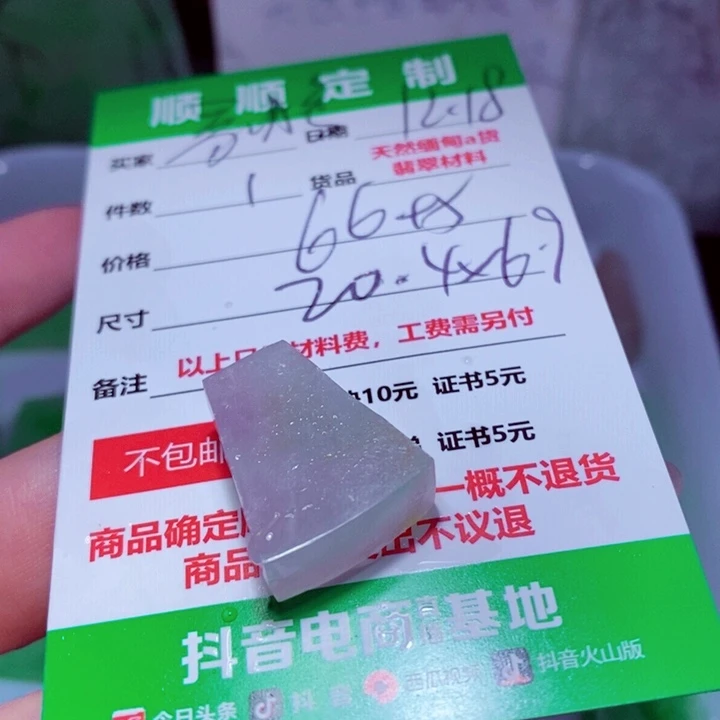 顺顺定制
买家 日期 12.18
件数 1 货品 天然缅甸a货
翡翠材料
价格 66
尺寸 20.4x6.9
备注 以上 材料费，工费需另付
10元 证书5元
不包邮 证书5元
商品确定 一概不退货
商品 不议退
抖音电商直播基地
今日头条 抖音 西瓜视频 抖音火山版